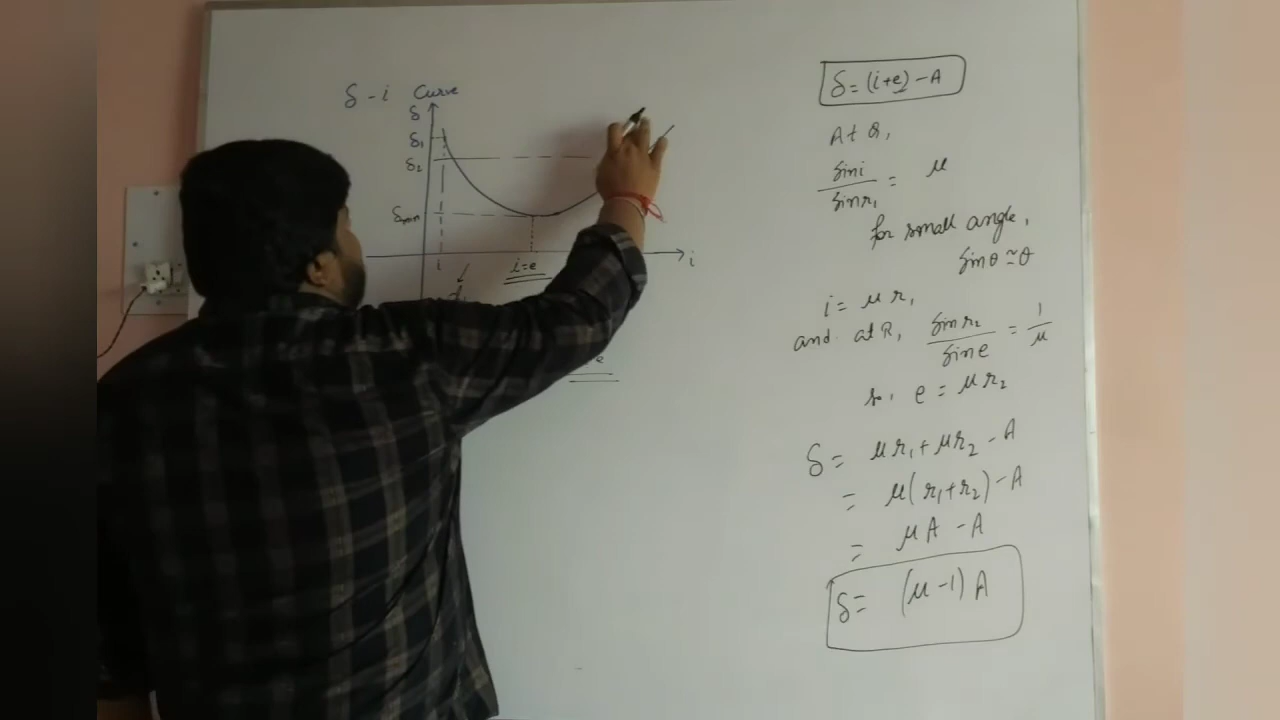 δ - i Curve
δ
δ₁
δ₂
δmin
i
i=e
i
e
δ = (i+e) - A
At Q,
sin i / sin r₁ = μ
for small angle,
sin θ ≅ θ
i = μ r₁
and at R, sin r₂ / sin e = 1/μ
so, e = μ r₂
δ = μ r₁ + μ r₂ - A
= μ(r₁+r₂) - A
= μA - A
δ = (μ-1) A